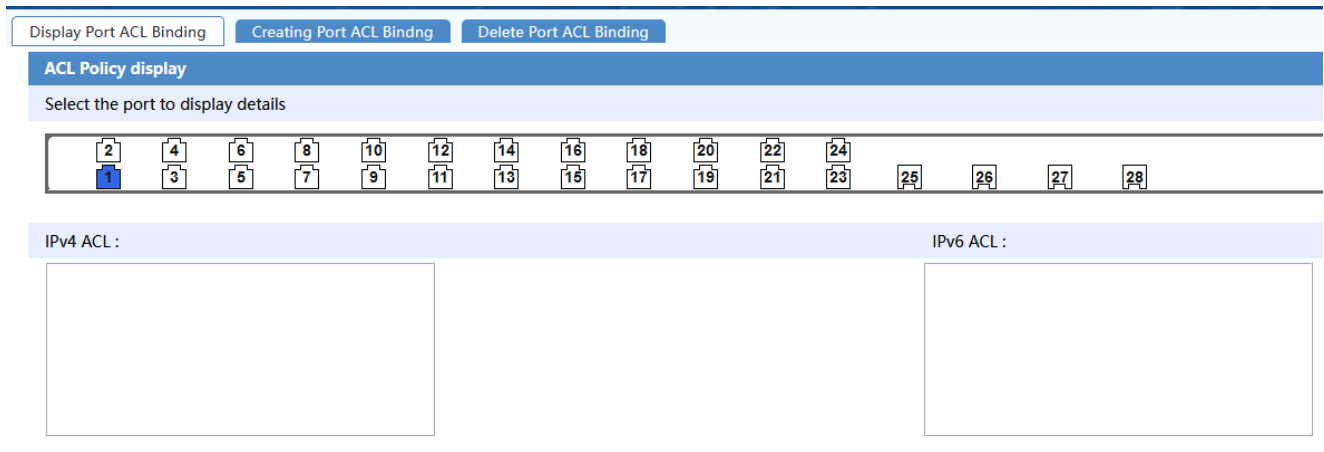 Display Port ACL Binding Creating Port ACL Bindng Delete Port ACL Binding
ACL Policy display
Select the port to display details
2 4 6 8 10 12 14 16 18 20 22 24
1 3 5 7 9 11 13 15 17 19 21 23 25 26 27 28
IPv4 ACL : IPv6 ACL :